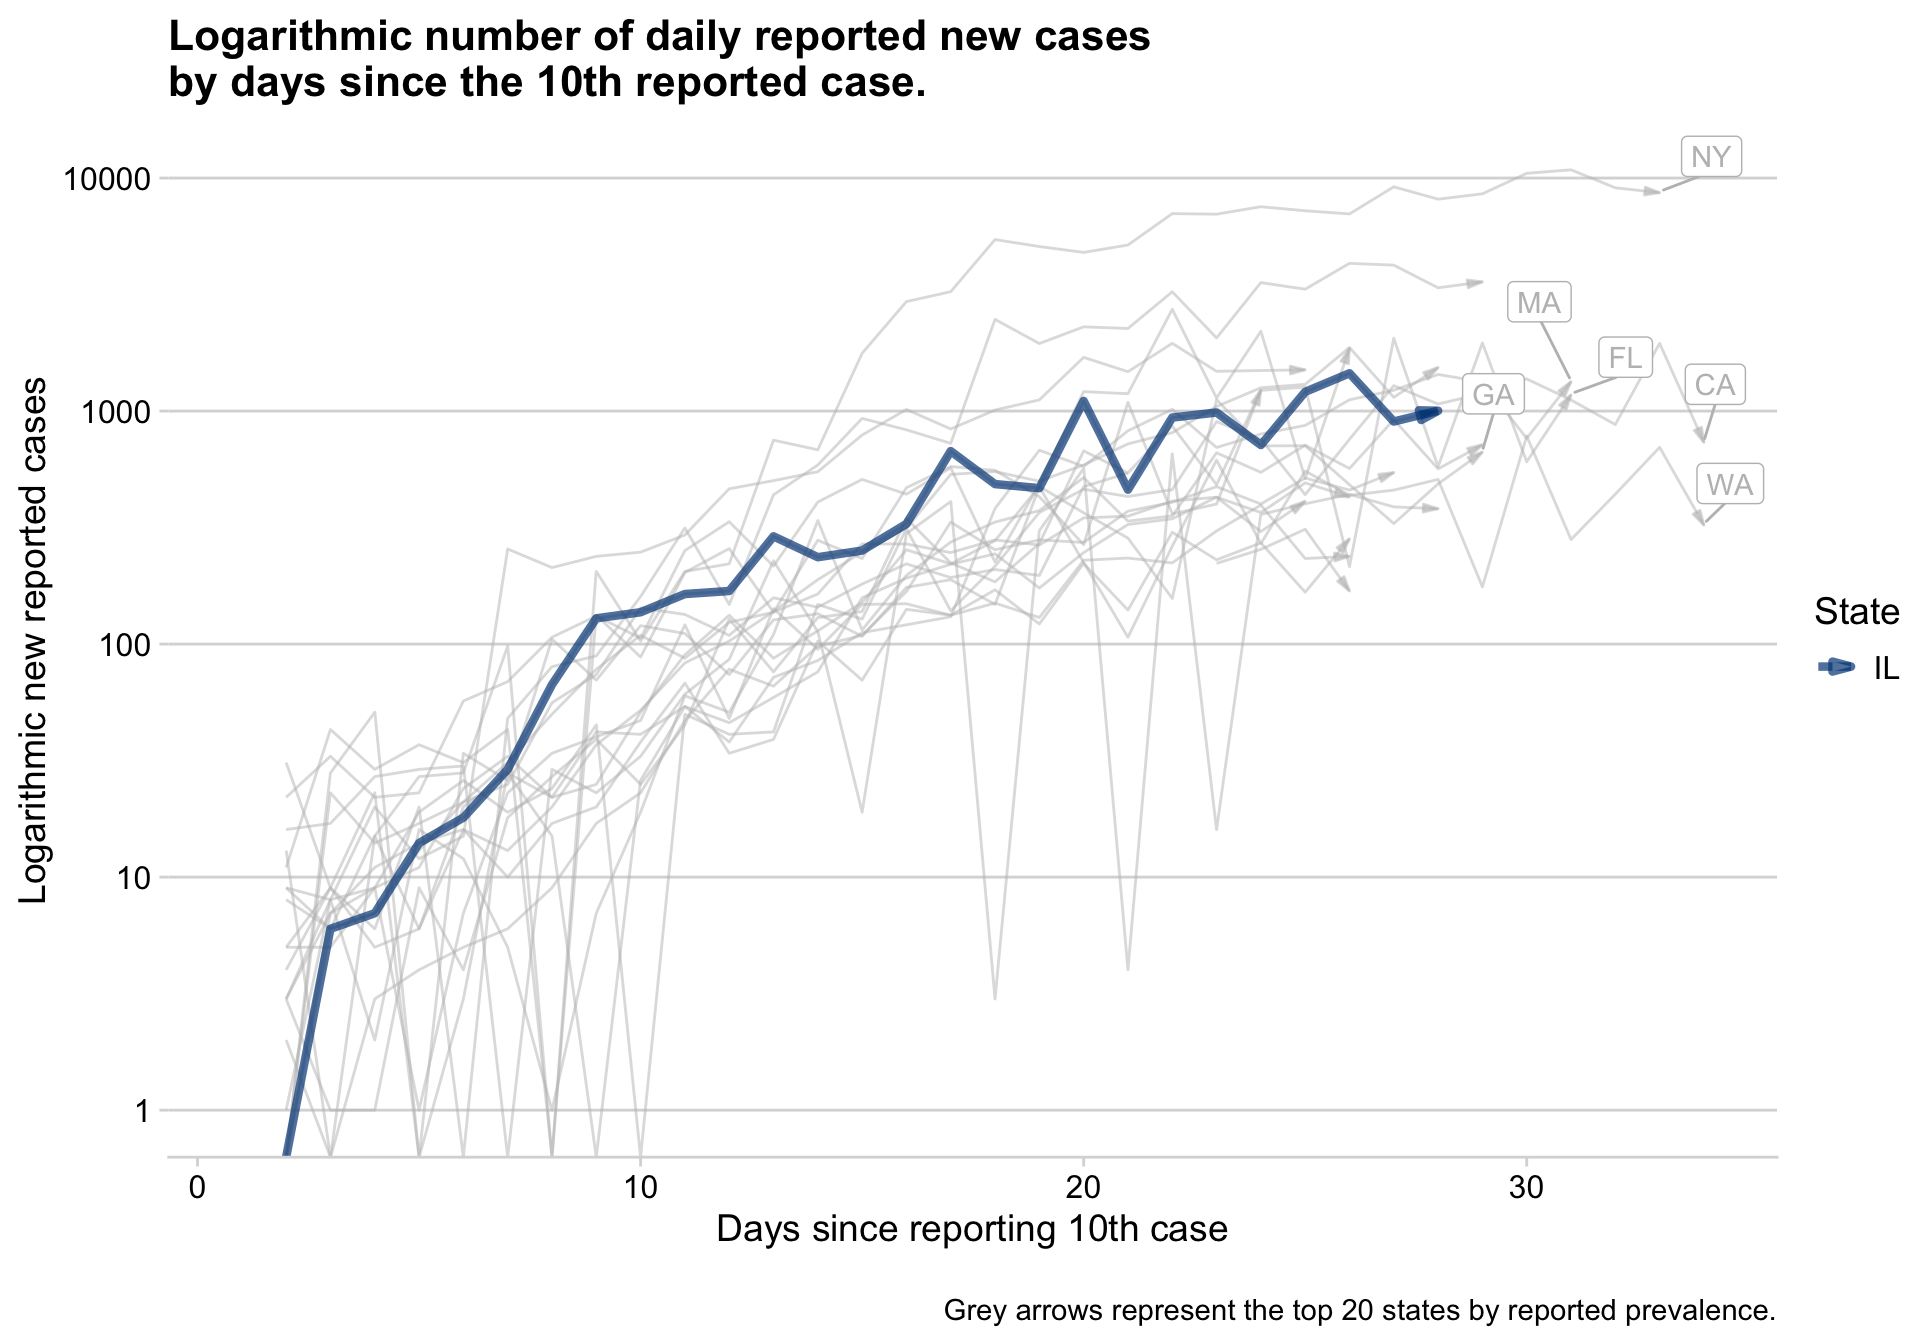 Logarithmic number of daily reported new cases
by days since the 10th reported case.
Logarithmic new reported cases
10000
1000
100
10
1
NY
MA
FL
CA
GA
WA
State
IL
0
10
20
30
Days since reporting 10th case
Grey arrows represent the top 20 states by reported prevalence.